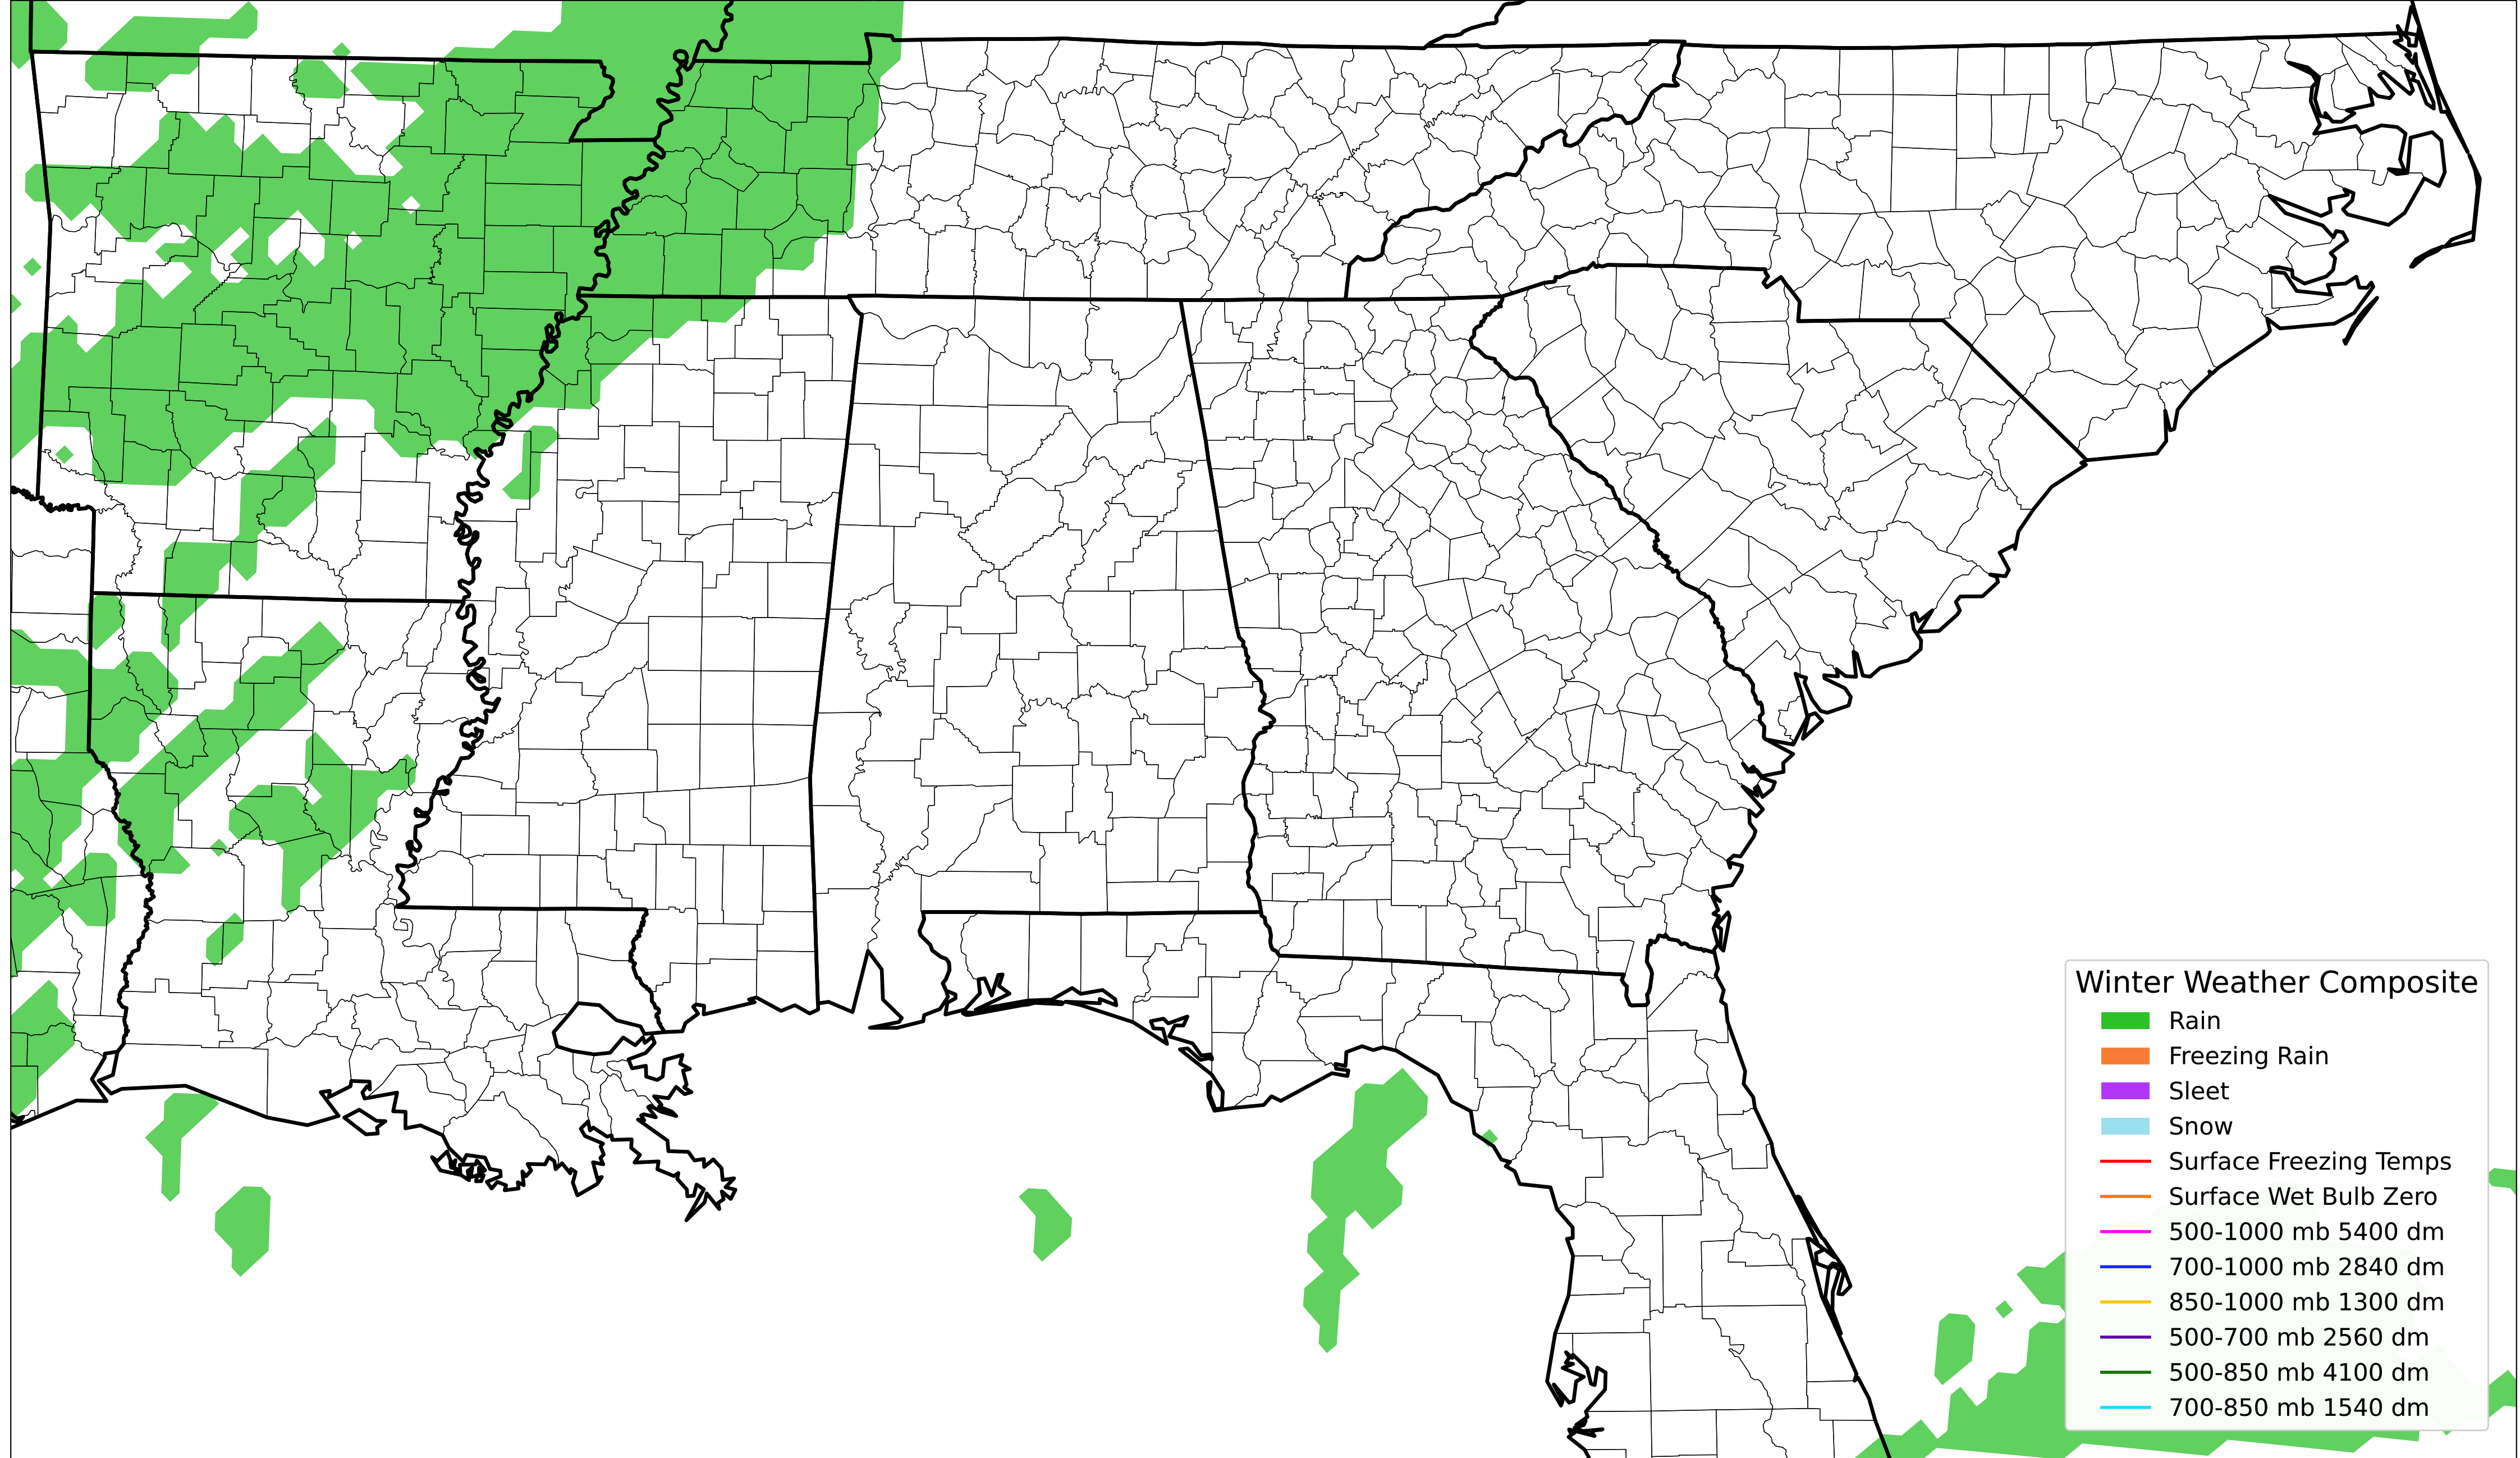 Winter Weather Composite
Rain
Freezing Rain
Sleet
Snow
Surface Freezing Temps
Surface Wet Bulb Zero
500-1000 mb 5400 dm
700-1000 mb 2840 dm
850-1000 mb 1300 dm
500-700 mb 2560 dm
500-850 mb 4100 dm
700-850 mb 1540 dm